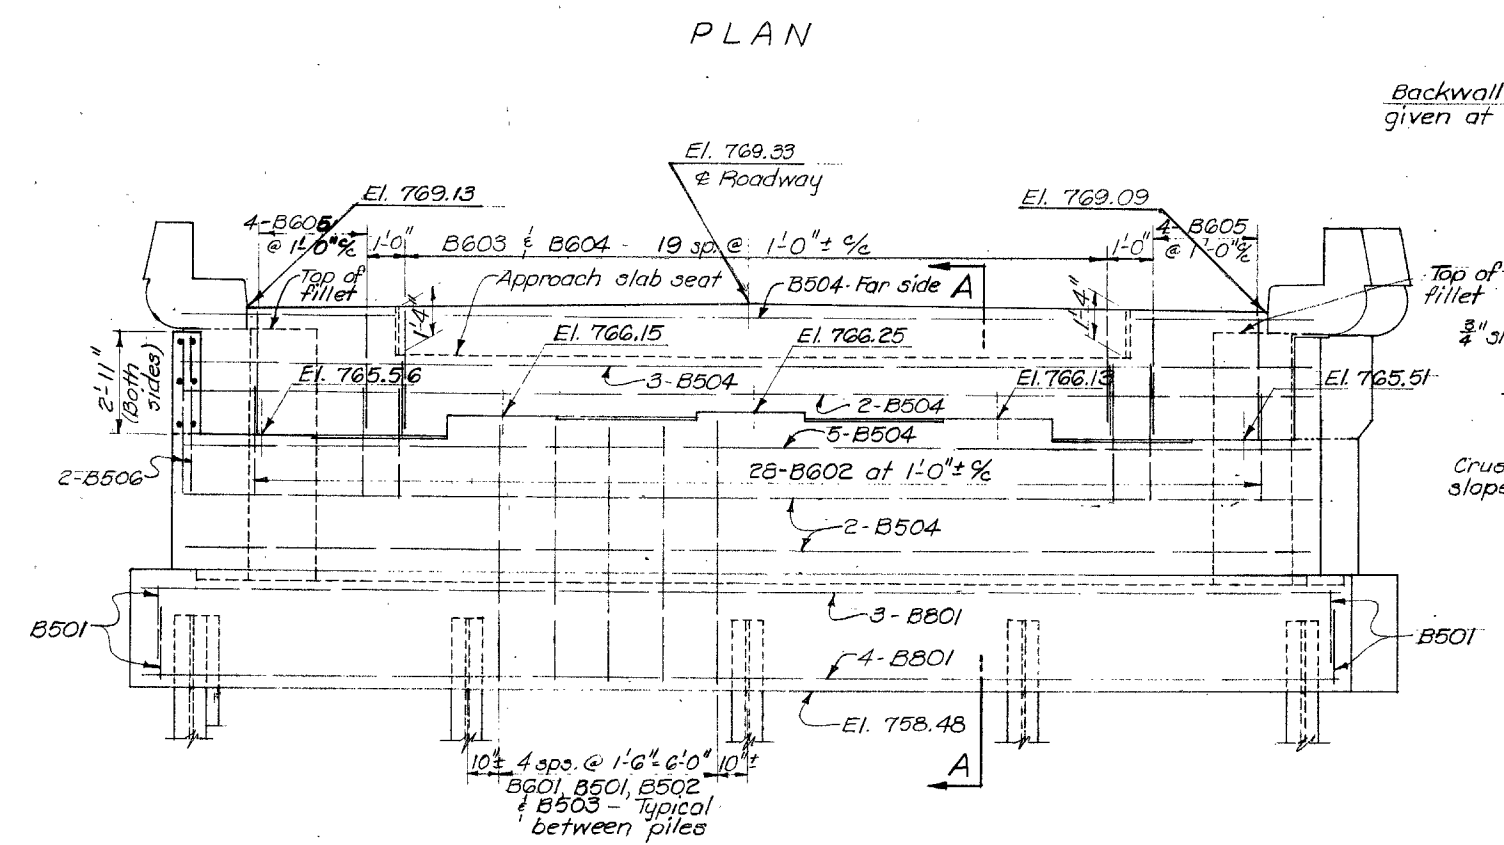 PLAN
Backwall
given at
El. 769.33
℄ Roadway
El. 769.13
El. 769.09
4-B605
@ 1'-0" c/c
1'-0"
B603 & B604 - 19 sp. @ 1'-0"± c/c
1'-0"
4-B605
@ 1'-0" c/c
Top of
fillet
Approach slab seat
B504-Far side
A
Top of
fillet
1'-4"
1'-4"
3/4" sl
El. 766.15
El. 766.25
2'-11"
(Both
sides)
El. 765.56
3-B504
El. 766.13
El. 765.51
2-B504
5-B504
2-B506
28-B602 at 1'-0"± c/c
Crus
slope
2-B504
B501
3-B801
B501
4-B801
El. 758.48
A
10"± 4 sps. @ 1'-6"=6'-0" 10"±
B601, B501, B502
& B503 - Typical
between piles